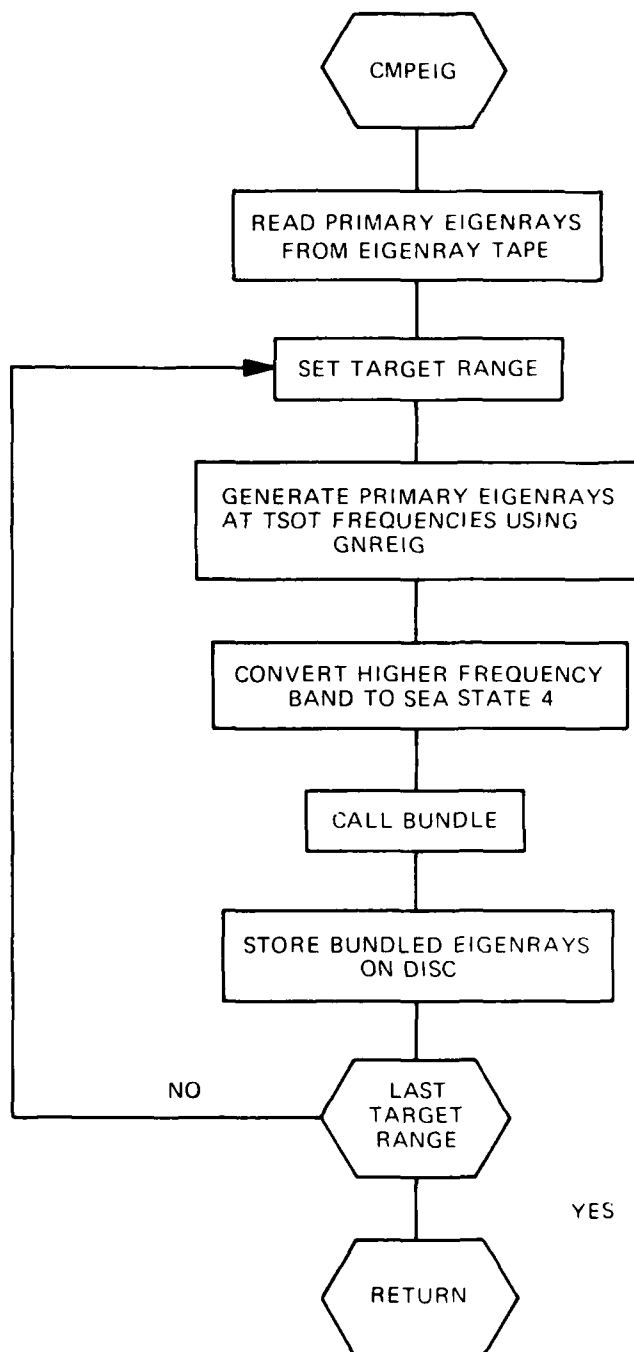 CMPEIG
READ PRIMARY EIGENRAYS
FROM EIGENRAY TAPE
SET TARGET RANGE
GENERATE PRIMARY EIGENRAYS
AT TSOT FREQUENCIES USING
GNREIG
CONVERT HIGHER FREQUENCY
BAND TO SEA STATE 4
CALL BUNDLE
STORE BUNDLED EIGENRAYS
ON DISC
NO
LAST
TARGET
RANGE
YES
RETURN